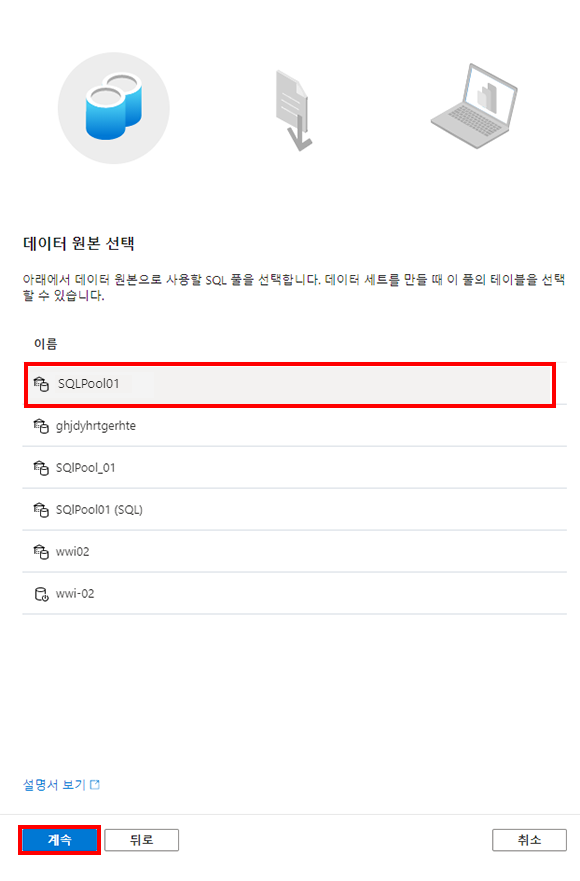 데이터 원본 선택
아래에서 데이터 원본으로 사용할 SQL 풀을 선택합니다. 데이터 세트를 만들 때 이 풀의 테이블을 선택
할 수 있습니다.
이름
SQLPool01
ghjdyhrtgerhte
SQlPool_01
SQlPool01 (SQL)
wwi02
wwi-02
설명서 보기
계속
뒤로
취소